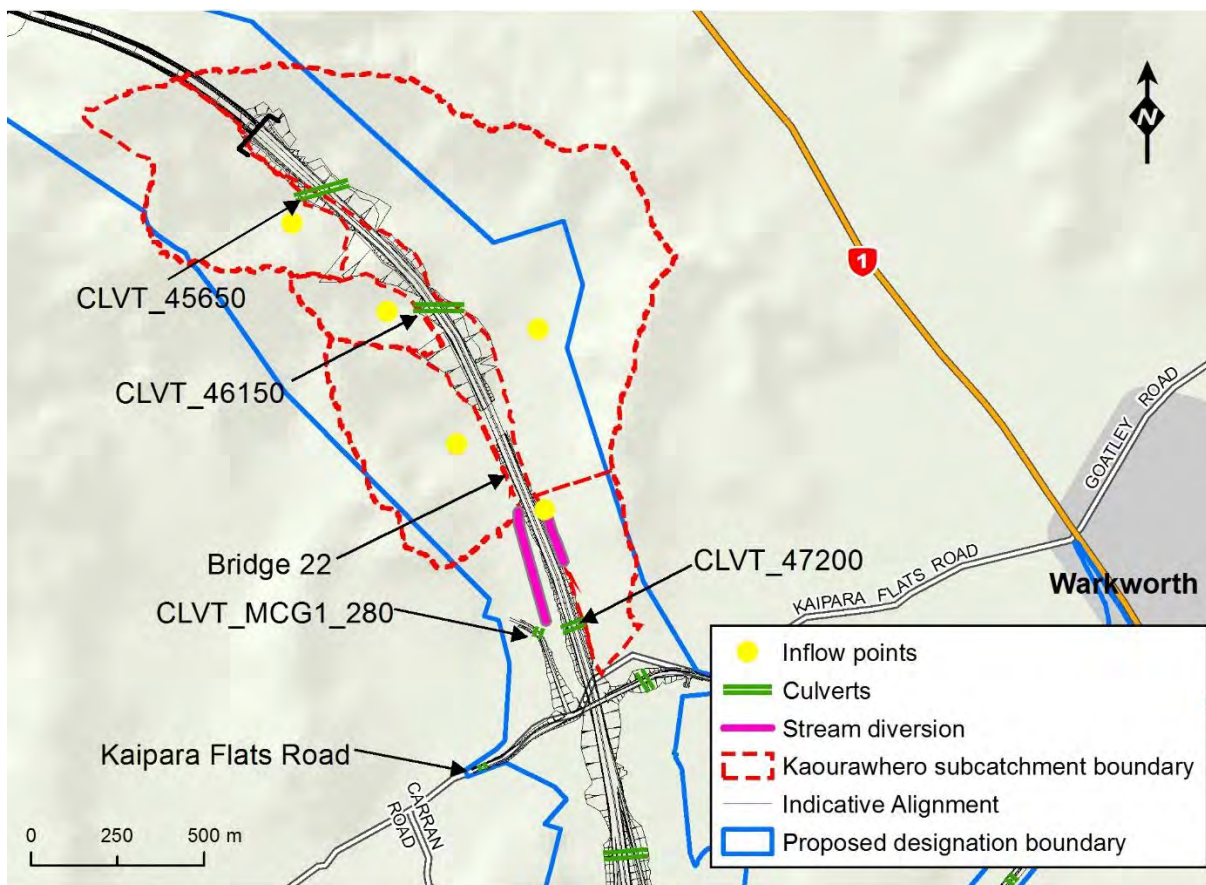 N
1
CLVT_45650
CLVT_46150
Bridge 22
CLVT_47200
CLVT_MCG1_280
GOATLEY ROAD
KAIPARA FLATS ROAD
Warkworth
Kaipara Flats Road
CARRAN
ROAD
0 250 500 m
Inflow points
Culverts
Stream diversion
Kaourawhero subcatchment boundary
Indicative Alignment
Proposed designation boundary